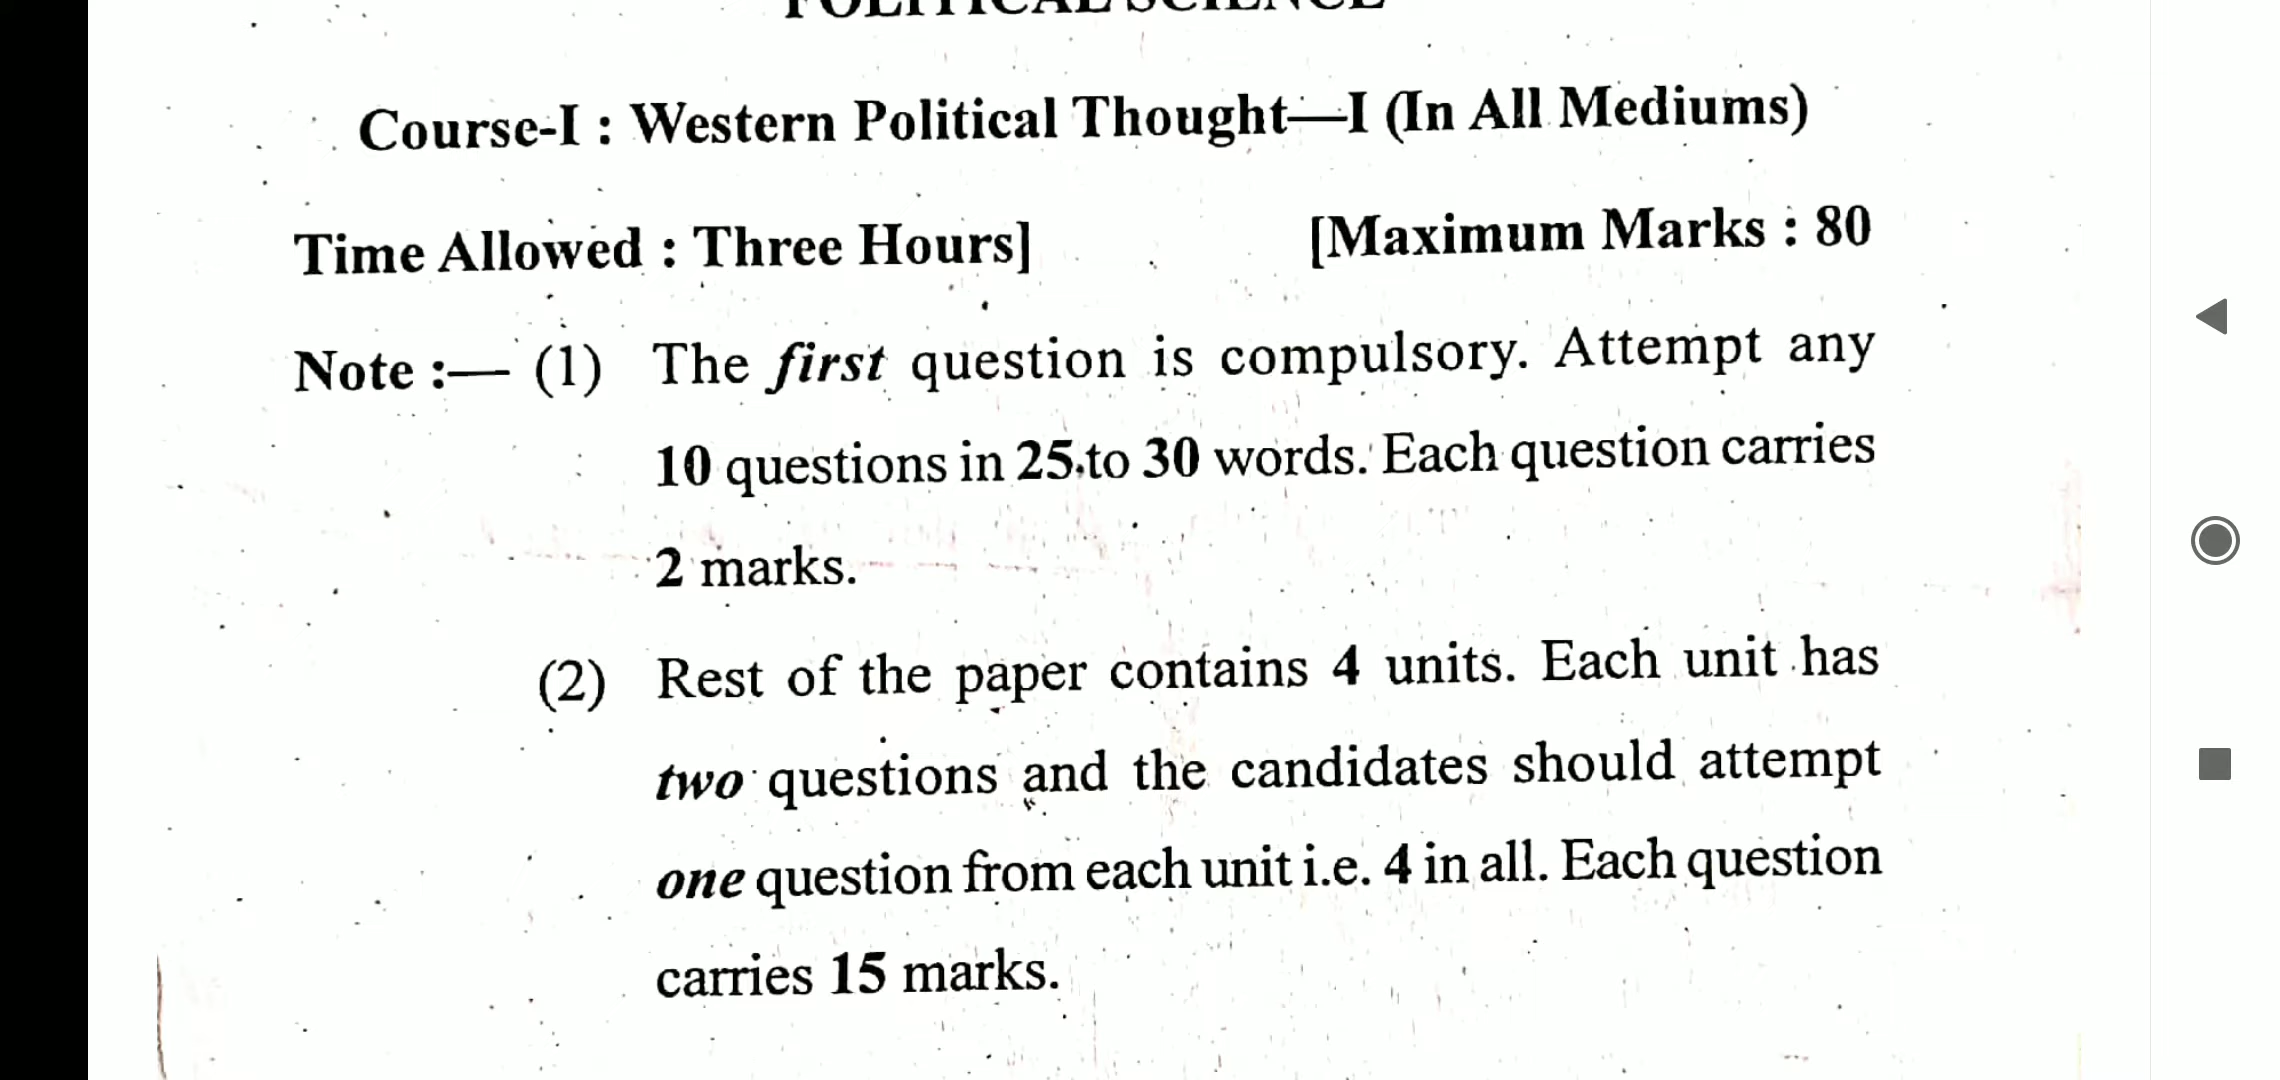 POLITICAL SCIENCE
Course-I : Western Political Thought—I (In All Mediums)
Time Allowed : Three Hours] [Maximum Marks : 80
Note :— (1) The first question is compulsory. Attempt any
10 questions in 25 to 30 words. Each question carries
2 marks.
(2) Rest of the paper contains 4 units. Each unit has
two questions and the candidates should attempt
one question from each unit i.e. 4 in all. Each question
carries 15 marks.